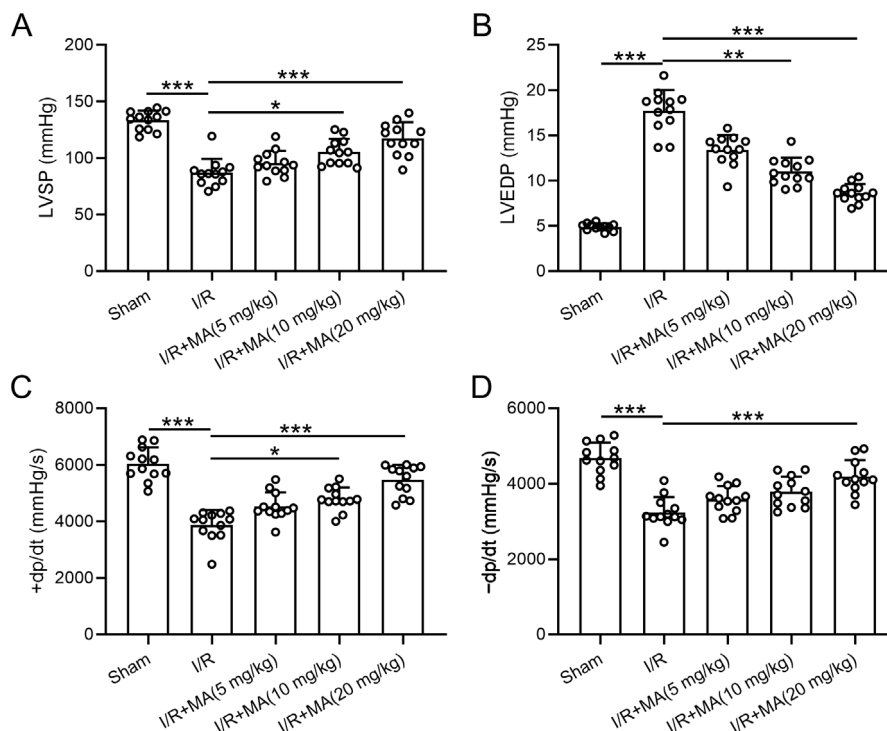 A
LVSP (mmHg)
200
150
100
50
0
***
***
*
Sham
I/R
I/R+MA(5 mg/kg)
I/R+MA(10 mg/kg)
I/R+MA(20 mg/kg)
B
LVEDP (mmHg)
25
20
15
10
5
0
***
***
**
Sham
I/R
I/R+MA(5 mg/kg)
I/R+MA(10 mg/kg)
I/R+MA(20 mg/kg)
C
+dp/dt (mmHg/s)
8000
6000
4000
2000
0
***
***
*
Sham
I/R
I/R+MA(5 mg/kg)
I/R+MA(10 mg/kg)
I/R+MA(20 mg/kg)
D
−dp/dt (mmHg/s)
6000
4000
2000
0
***
***
Sham
I/R
I/R+MA(5 mg/kg)
I/R+MA(10 mg/kg)
I/R+MA(20 mg/kg)